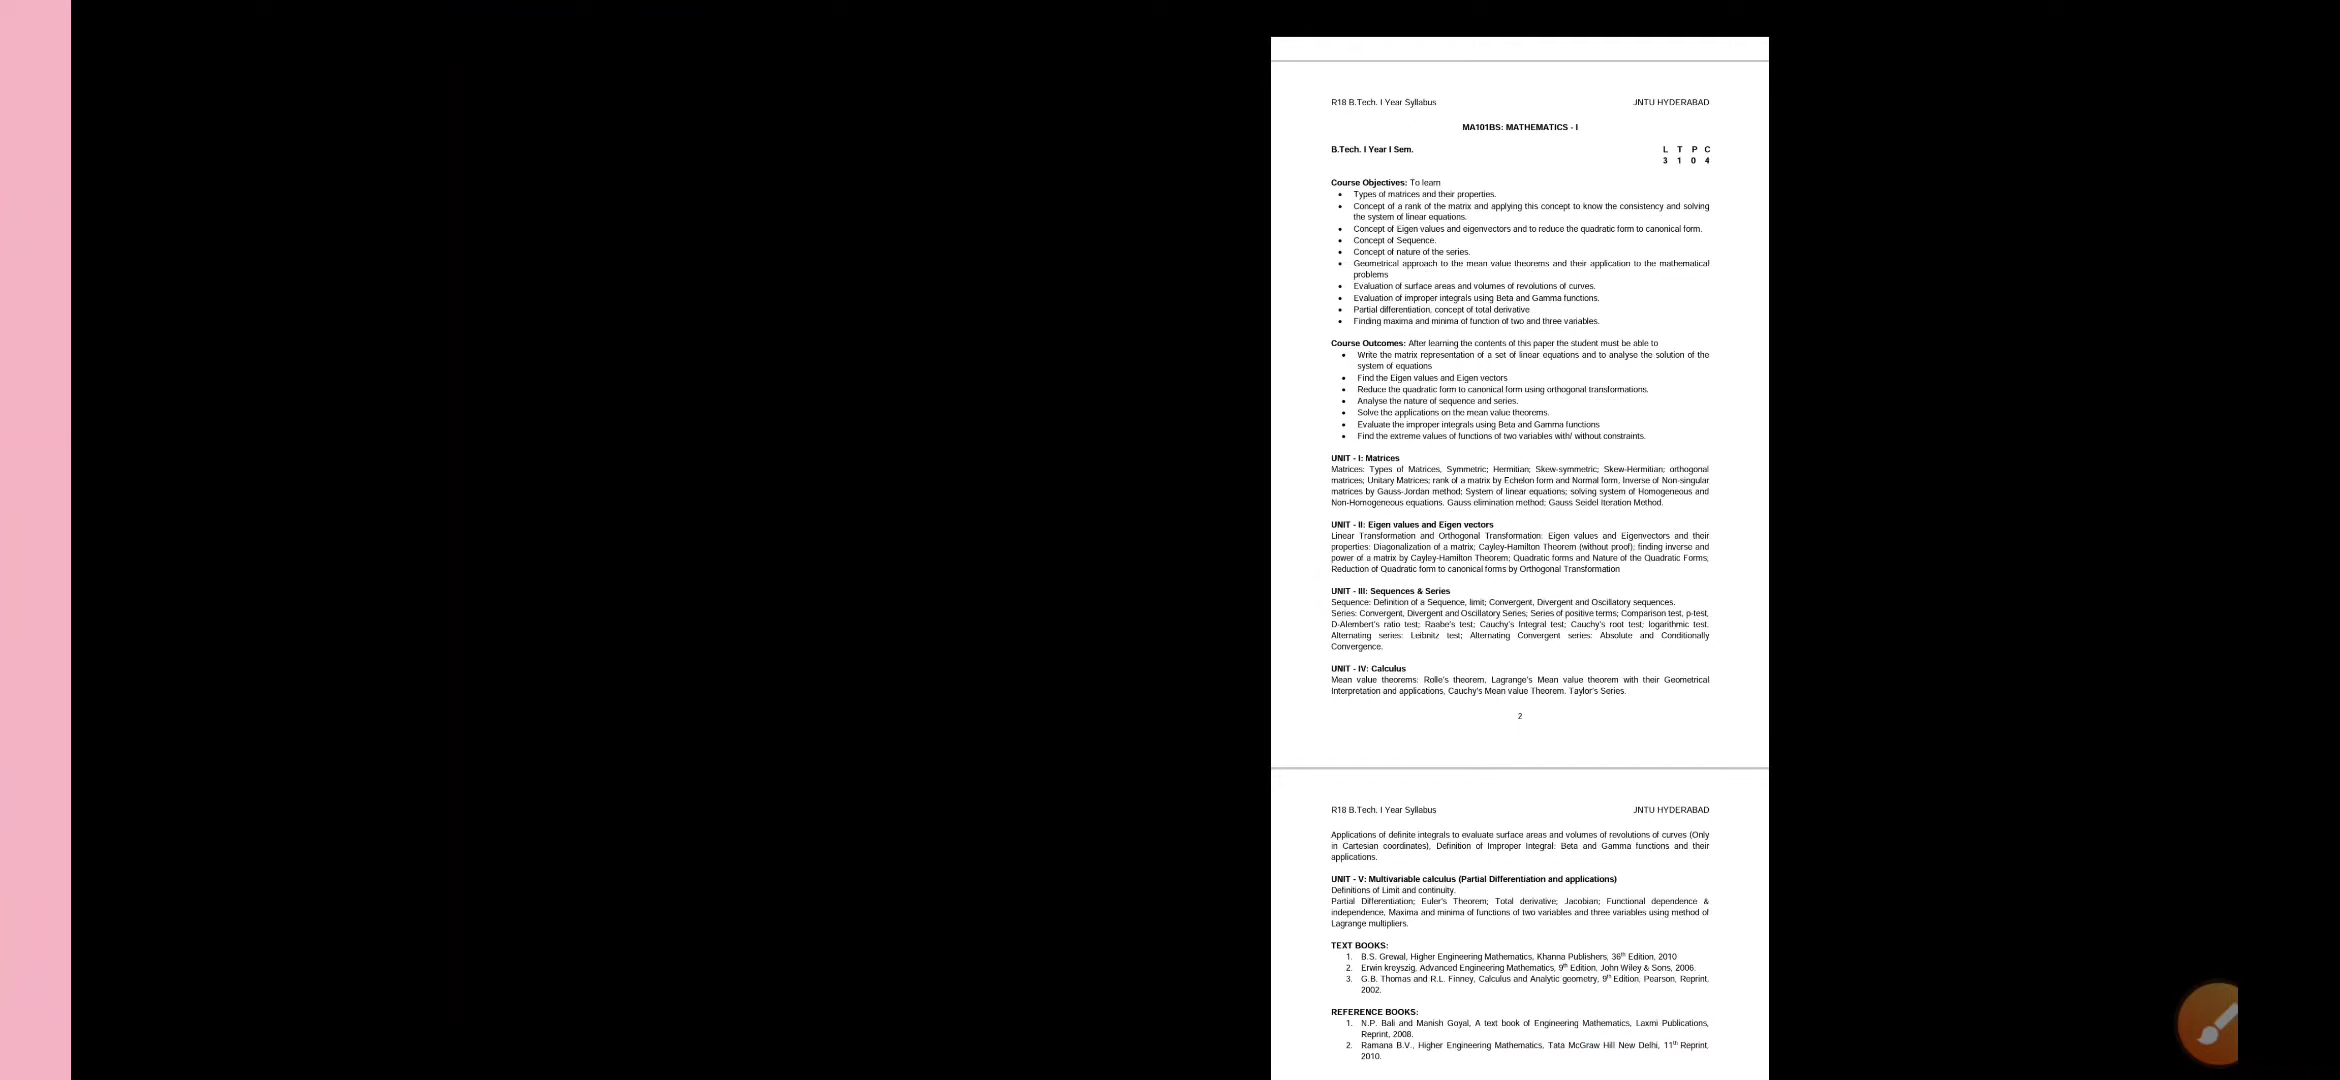 R18 B.Tech. I Year Syllabus JNTU HYDERABAD
MA101BS: MATHEMATICS - I
B.Tech. I Year I Sem. L T P C
3 1 0 4
Course Objectives: To learn
• Types of matrices and their properties.
• Concept of a rank of the matrix and applying this concept to know the consistency and solving
the system of linear equations.
• Concept of Eigen values and eigenvectors and to reduce the quadratic form to canonical form.
• Concept of Sequence.
• Concept of nature of the series.
• Geometrical approach to the mean value theorems and their application to the mathematical
problems
• Evaluation of surface areas and volumes of revolutions of curves.
• Evaluation of improper integrals using Beta and Gamma functions.
• Partial differentiation, concept of total derivative
• Finding maxima and minima of function of two and three variables.
Course Outcomes: After learning the contents of this paper the student must be able to
• Write the matrix representation of a set of linear equations and to analyse the solution of the
system of equations
• Find the Eigen values and Eigen vectors
• Reduce the quadratic form to canonical form using orthogonal transformations.
• Analyse the nature of sequence and series.
• Solve the applications on the mean value theorems.
• Evaluate the improper integrals using Beta and Gamma functions
• Find the extreme values of functions of two variables with/ without constraints.
UNIT - I: Matrices
Matrices: Types of Matrices, Symmetric; Hermitian; Skew-symmetric; Skew-Hermitian; orthogonal
matrices; Unitary Matrices; rank of a matrix by Echelon form and Normal form, Inverse of Non-singular
matrices by Gauss-Jordan method; System of linear equations; solving system of Homogeneous and
Non-Homogeneous equations. Gauss elimination method; Gauss Seidel Iteration Method.
UNIT - II: Eigen values and Eigen vectors
Linear Transformation and Orthogonal Transformation: Eigen values and Eigenvectors and their
properties: Diagonalization of a matrix; Cayley-Hamilton Theorem (without proof); finding inverse and
power of a matrix by Cayley-Hamilton Theorem; Quadratic forms and Nature of the Quadratic Forms;
Reduction of Quadratic form to canonical forms by Orthogonal Transformation
UNIT - III: Sequences & Series
Sequence: Definition of a Sequence, limit; Convergent, Divergent and Oscillatory sequences.
Series: Convergent, Divergent and Oscillatory Series; Series of positive terms; Comparison test, p-test,
D-Alembert's ratio test; Raabe's test; Cauchy's Integral test; Cauchy's root test; logarithmic test.
Alternating series: Leibnitz test; Alternating Convergent series: Absolute and Conditionally
Convergence.
UNIT - IV: Calculus
Mean value theorems: Rolle's theorem, Lagrange's Mean value theorem with their Geometrical
Interpretation and applications, Cauchy's Mean value Theorem. Taylor's Series.
2
R18 B.Tech. I Year Syllabus JNTU HYDERABAD
Applications of definite integrals to evaluate surface areas and volumes of revolutions of curves (Only
in Cartesian coordinates), Definition of Improper Integral: Beta and Gamma functions and their
applications.
UNIT - V: Multivariable calculus (Partial Differentiation and applications)
Definitions of Limit and continuity.
Partial Differentiation; Euler's Theorem; Total derivative; Jacobian; Functional dependence &
independence, Maxima and minima of functions of two variables and three variables using method of
Lagrange multipliers.
TEXT BOOKS:
1. B.S. Grewal, Higher Engineering Mathematics, Khanna Publishers, 36th Edition, 2010
2. Erwin kreyszig, Advanced Engineering Mathematics, 9th Edition, John Wiley & Sons, 2006.
3. G.B. Thomas and R.L. Finney, Calculus and Analytic geometry, 9th Edition, Pearson, Reprint,
2002.
REFERENCE BOOKS:
1. N.P. Bali and Manish Goyal, A text book of Engineering Mathematics, Laxmi Publications,
Reprint, 2008.
2. Ramana B.V., Higher Engineering Mathematics, Tata McGraw Hill New Delhi, 11th Reprint,
2010.